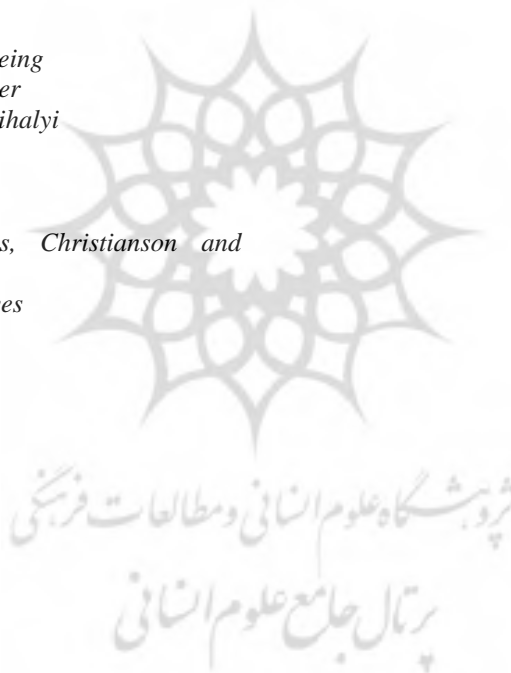 eing
er
ihalyi
s, Christianson and
es
پژوهشگاه علوم انسانی و مطالعات فرهنگی
پرتال جامع علوم انسانی